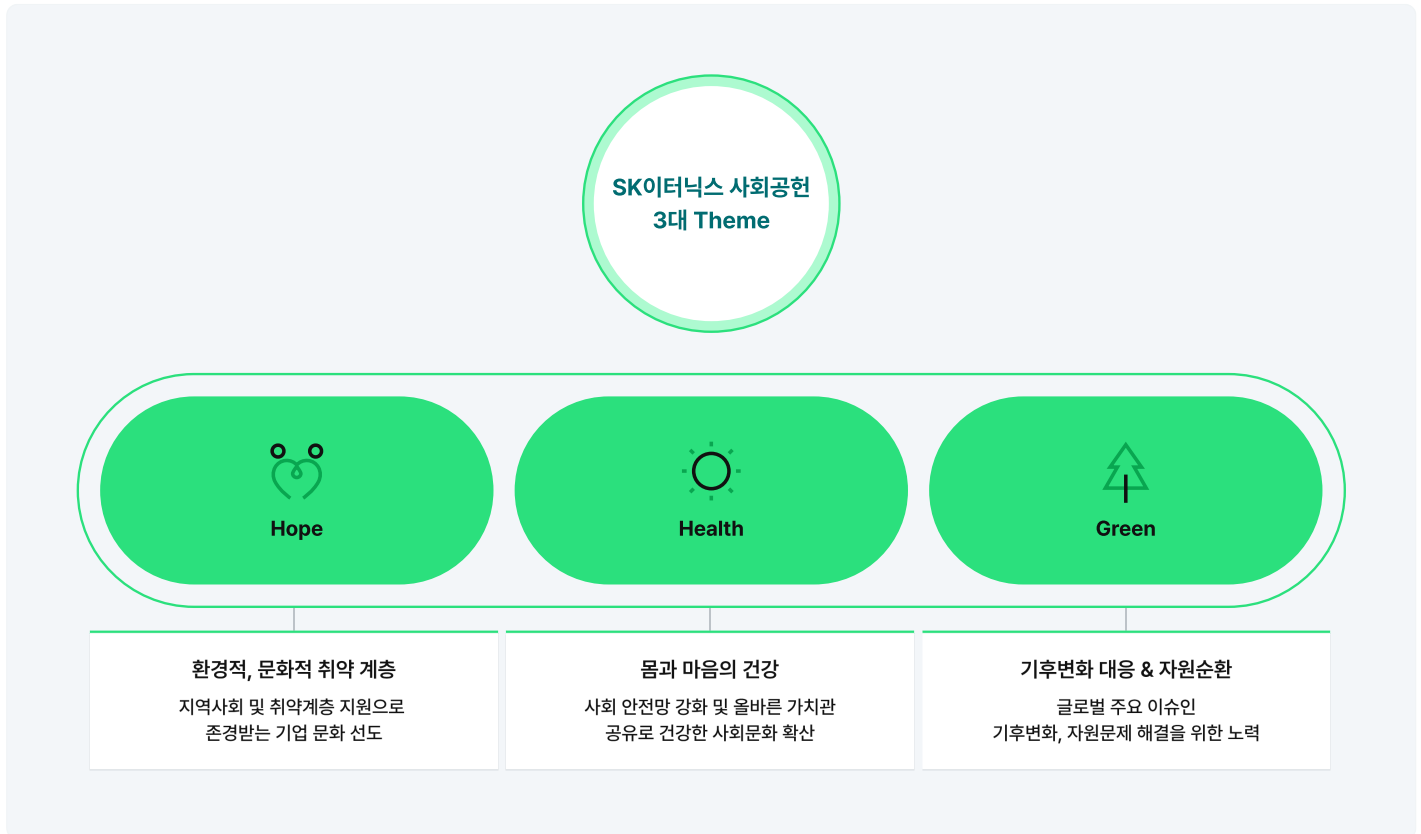 SK이터닉스 사회공헌
3대 Theme
Hope
Health
Green
환경적, 문화적 취약 계층
지역사회 및 취약계층 지원으로
존경받는 기업 문화 선도
몸과 마음의 건강
사회 안전망 강화 및 올바른 가치관
공유로 건강한 사회문화 확산
기후변화 대응 & 자원순환
글로벌 주요 이슈인
기후변화, 자원문제 해결을 위한 노력